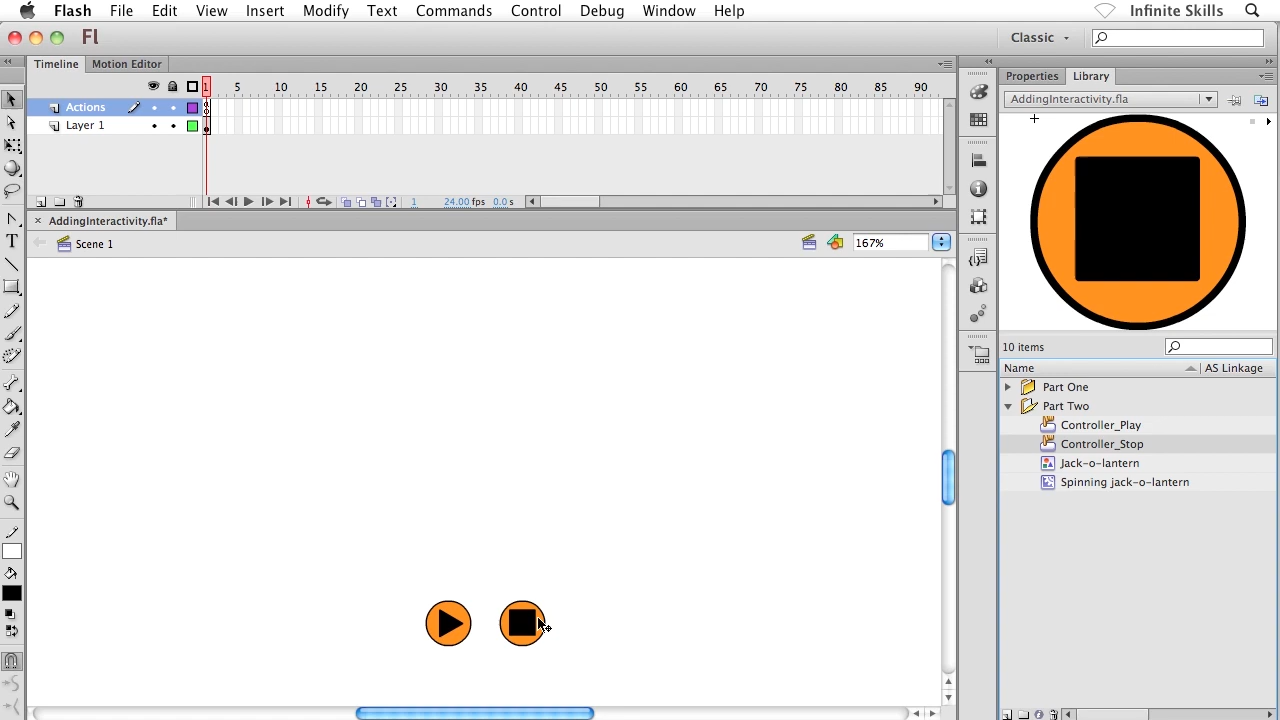 Flash File Edit View Insert Modify Text Commands Control Debug Window Help Infinite Skills
Fl Classic
Timeline Motion Editor Properties Library
1 5 10 15 20 25 30 35 40 45 50 55 60 65 70 75 80 85 90
AddingInteractivity.fla
Actions
Layer 1
1 24.00 fps 0.0 s
AddingInteractivity.fla*
Scene 1 167%
10 items
Name AS Linkage
Part One
Part Two
Controller_Play
Controller_Stop
Jack-o-lantern
Spinning jack-o-lantern